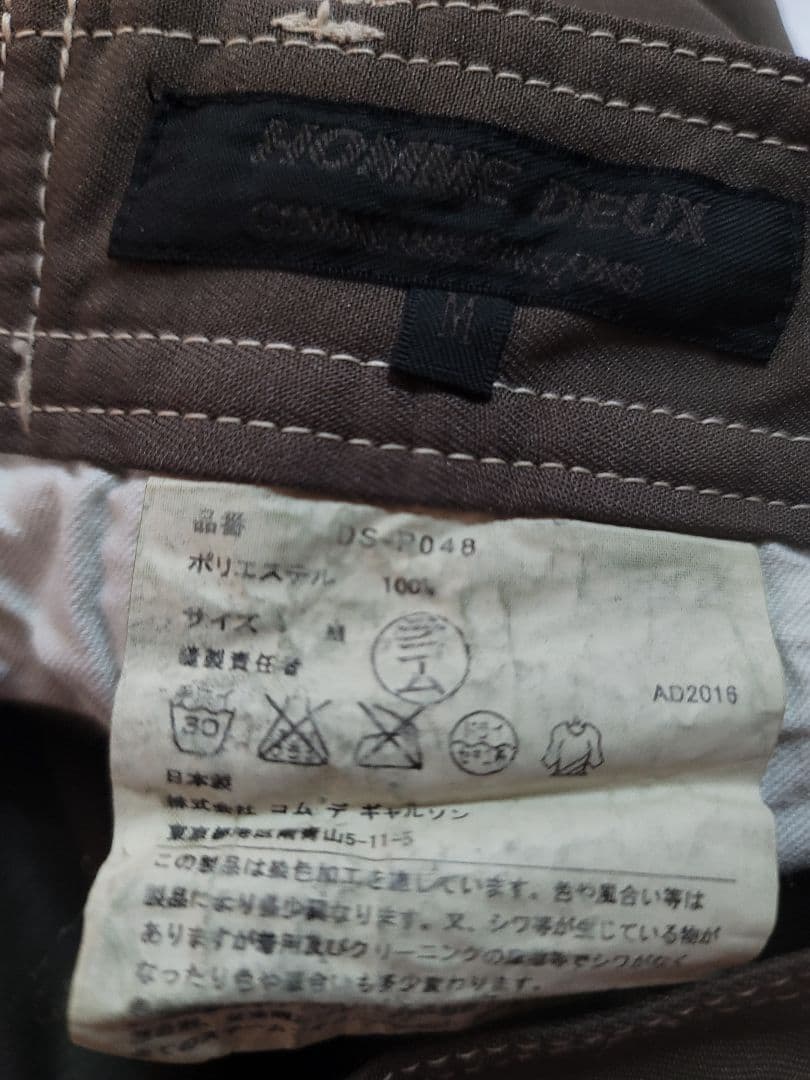 HOMME DEUX
COMME des GARÇONS
M
品番 DS-P048
ポリエステル 100%
サイズ M
縫製責任者
AD2016
30
日本製
株式会社 コム デ ギャルソン
東京都港区南青山5-11-5
この製品は染色加工を通しています。色や風合い等は
製品により多少異なります。又、シワ等が生じている物が
ありますが着用及びクリーニングの等でシワがなく
なったり色や風合いも多少変わります。